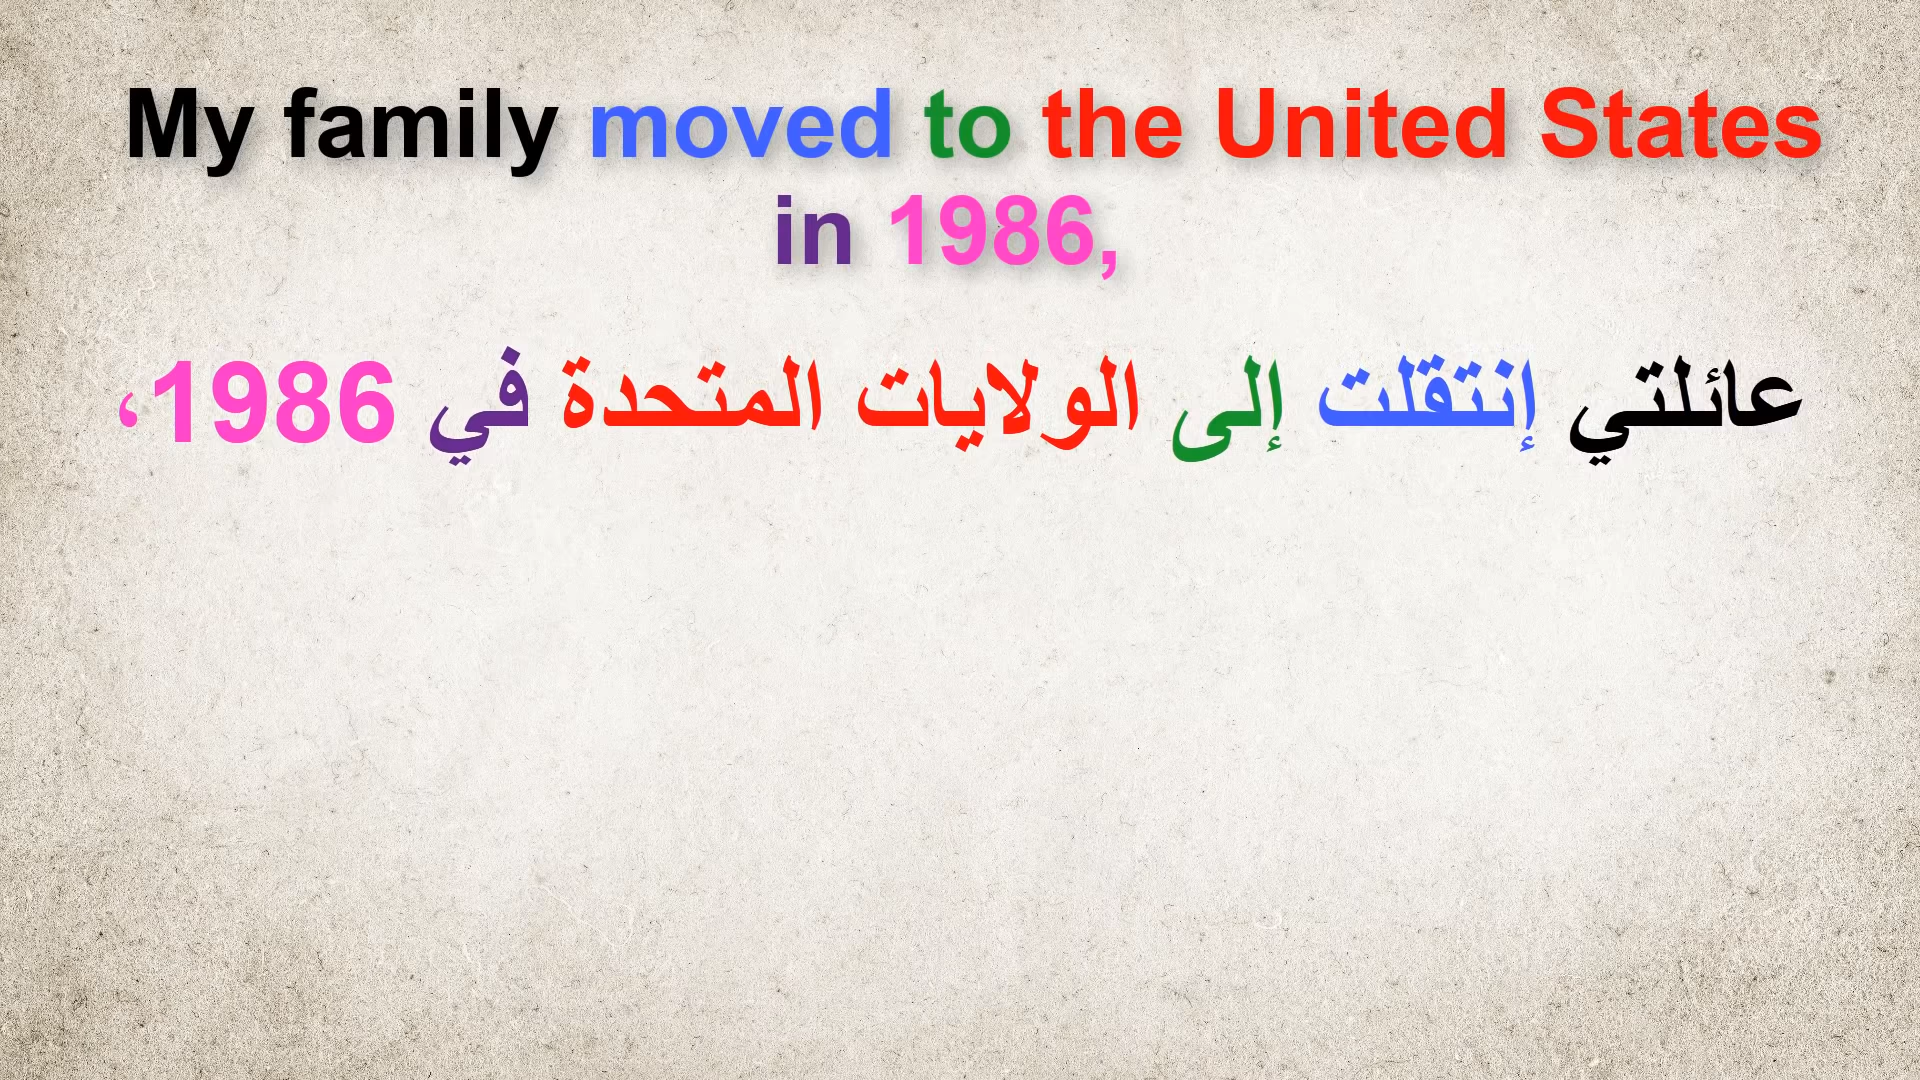 My family moved to the United States
in 1986,
عائلتي إنتقلت إلى الولايات المتحدة في 1986،